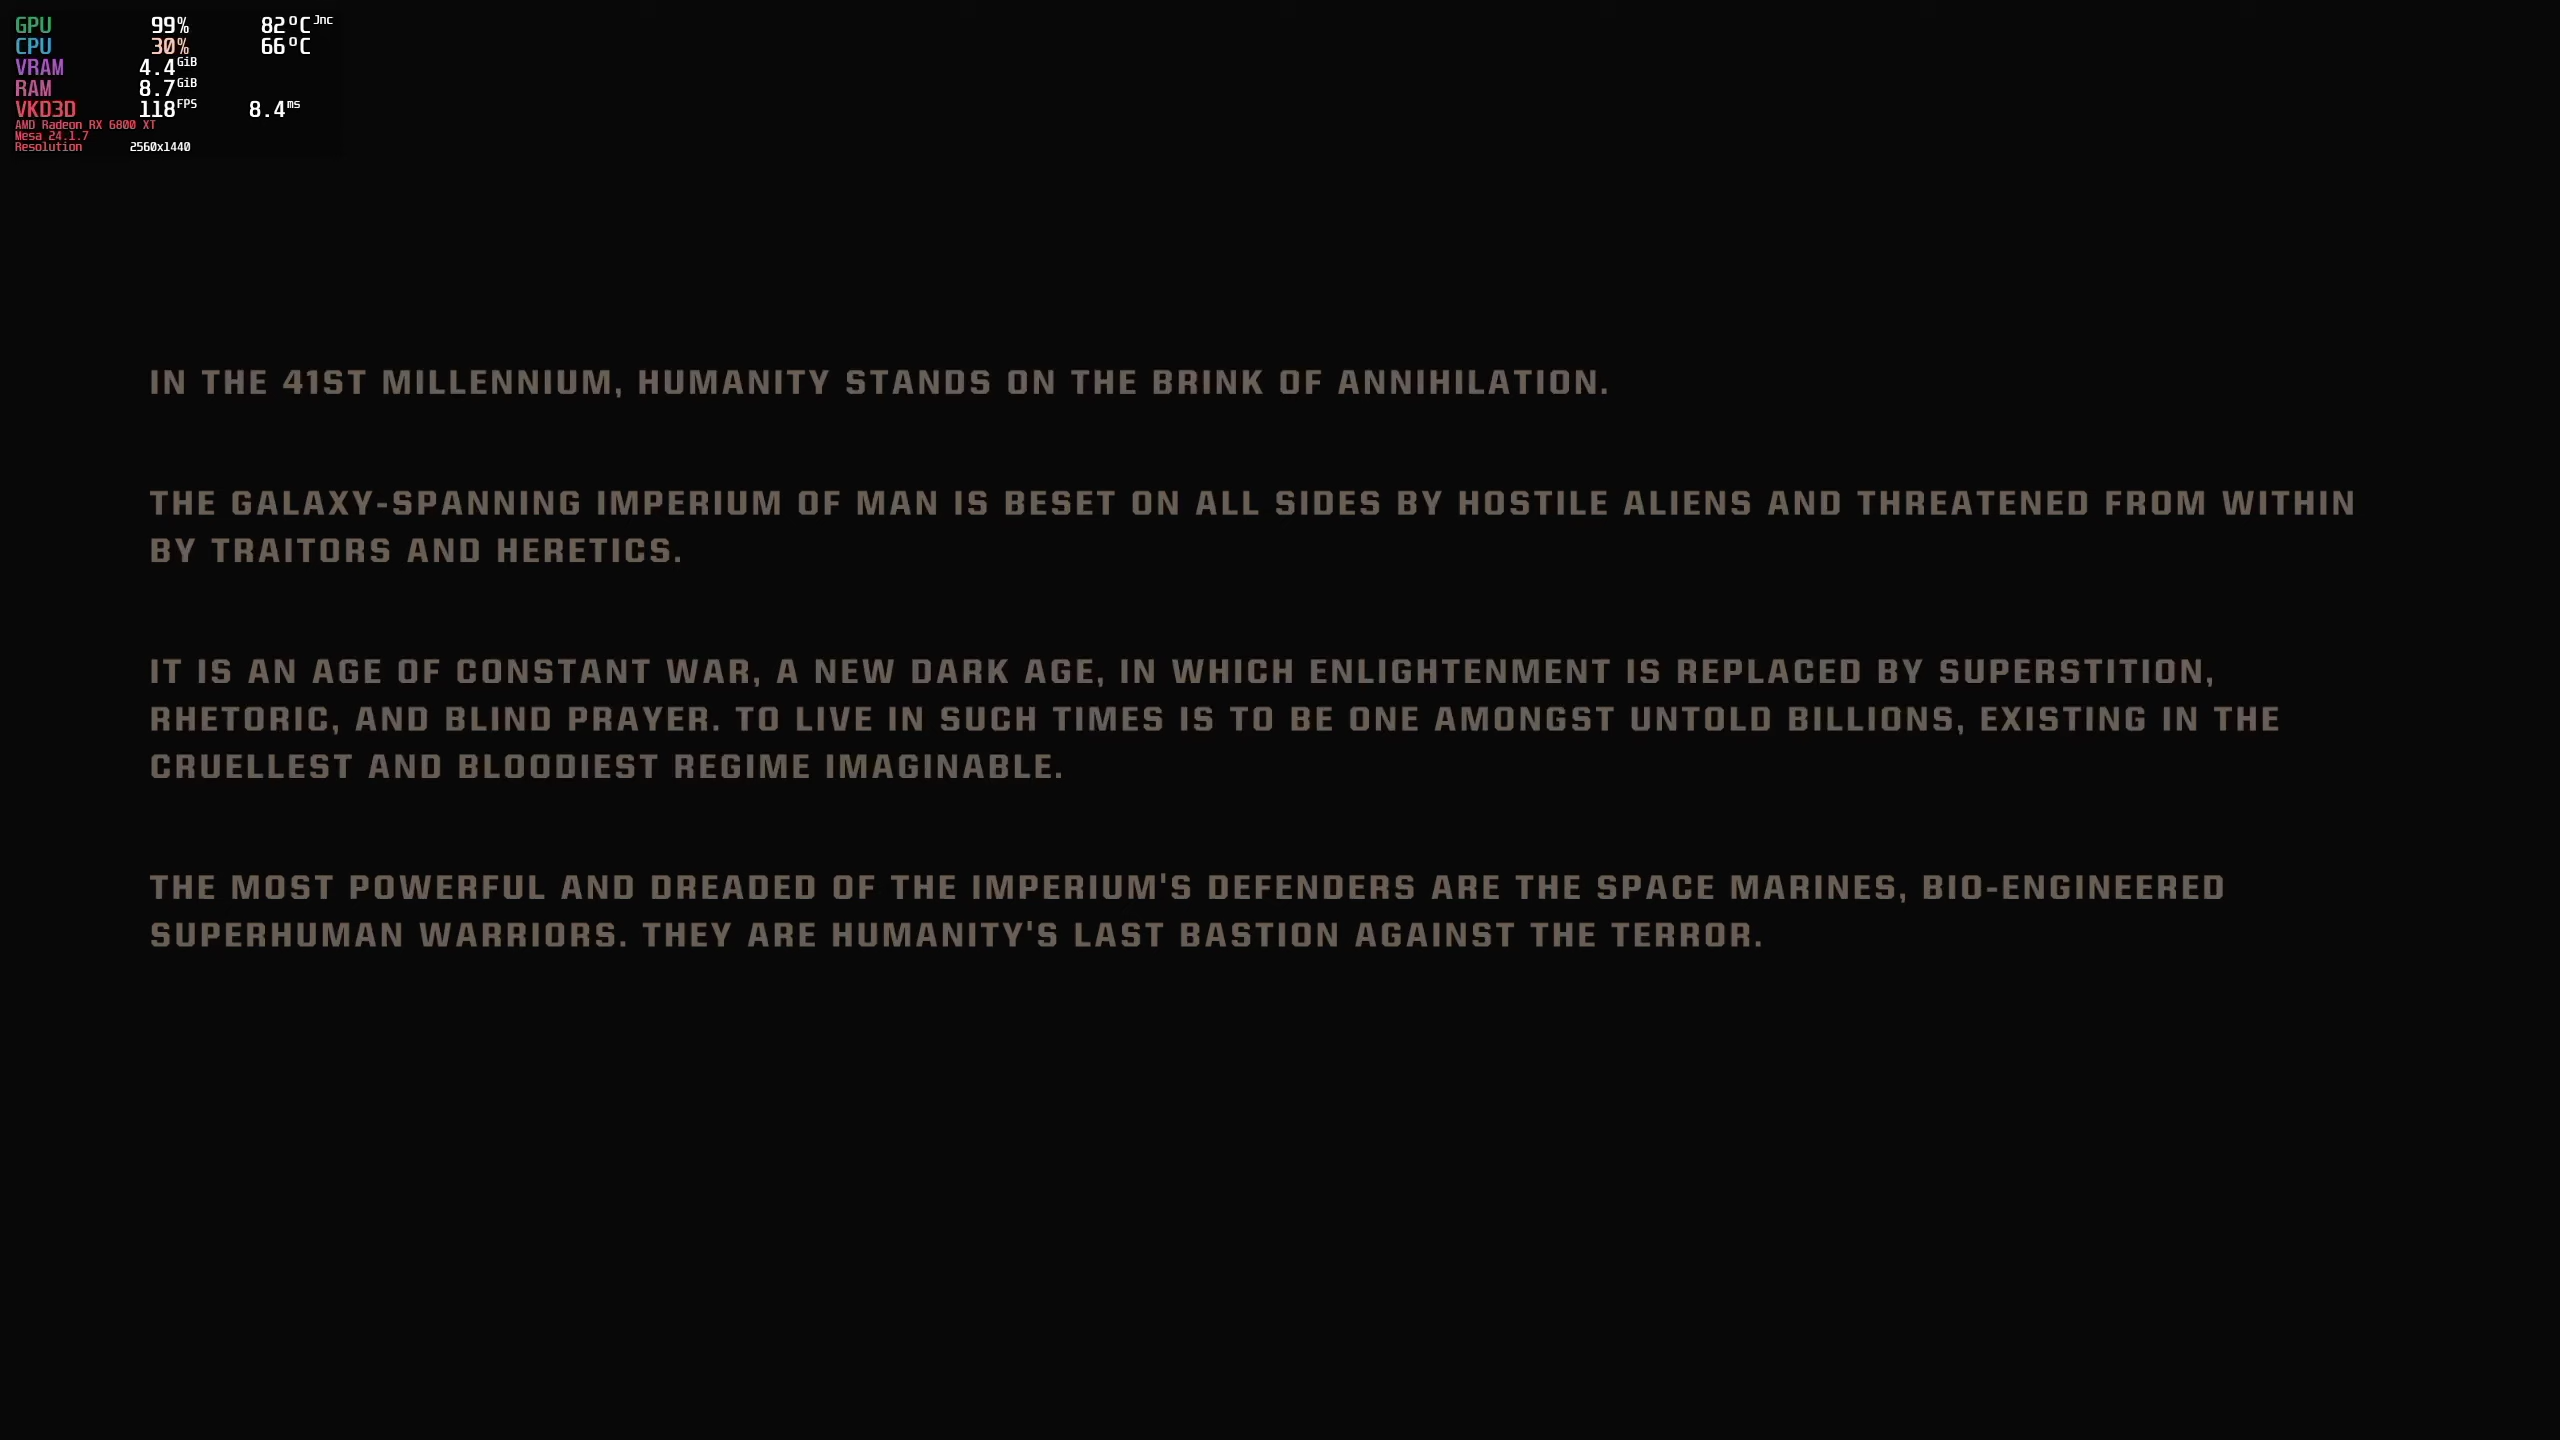 GPU 99% 82°C Jnc
CPU 30% 66°C
VRAM 4.4 GiB
RAM 8.7 GiB
VKD3D 118 FPS 8.4 ms
AMD Radeon RX 6800 XT
Mesa 24.1.7
Resolution 2560x1440
IN THE 41ST MILLENNIUM, HUMANITY STANDS ON THE BRINK OF ANNIHILATION.
THE GALAXY-SPANNING IMPERIUM OF MAN IS BESET ON ALL SIDES BY HOSTILE ALIENS AND THREATENED FROM WITHIN
BY TRAITORS AND HERETICS.
IT IS AN AGE OF CONSTANT WAR, A NEW DARK AGE, IN WHICH ENLIGHTENMENT IS REPLACED BY SUPERSTITION,
RHETORIC, AND BLIND PRAYER. TO LIVE IN SUCH TIMES IS TO BE ONE AMONGST UNTOLD BILLIONS, EXISTING IN THE
CRUELLEST AND BLOODIEST REGIME IMAGINABLE.
THE MOST POWERFUL AND DREADED OF THE IMPERIUM'S DEFENDERS ARE THE SPACE MARINES, BIO-ENGINEERED
SUPERHUMAN WARRIORS. THEY ARE HUMANITY'S LAST BASTION AGAINST THE TERROR.